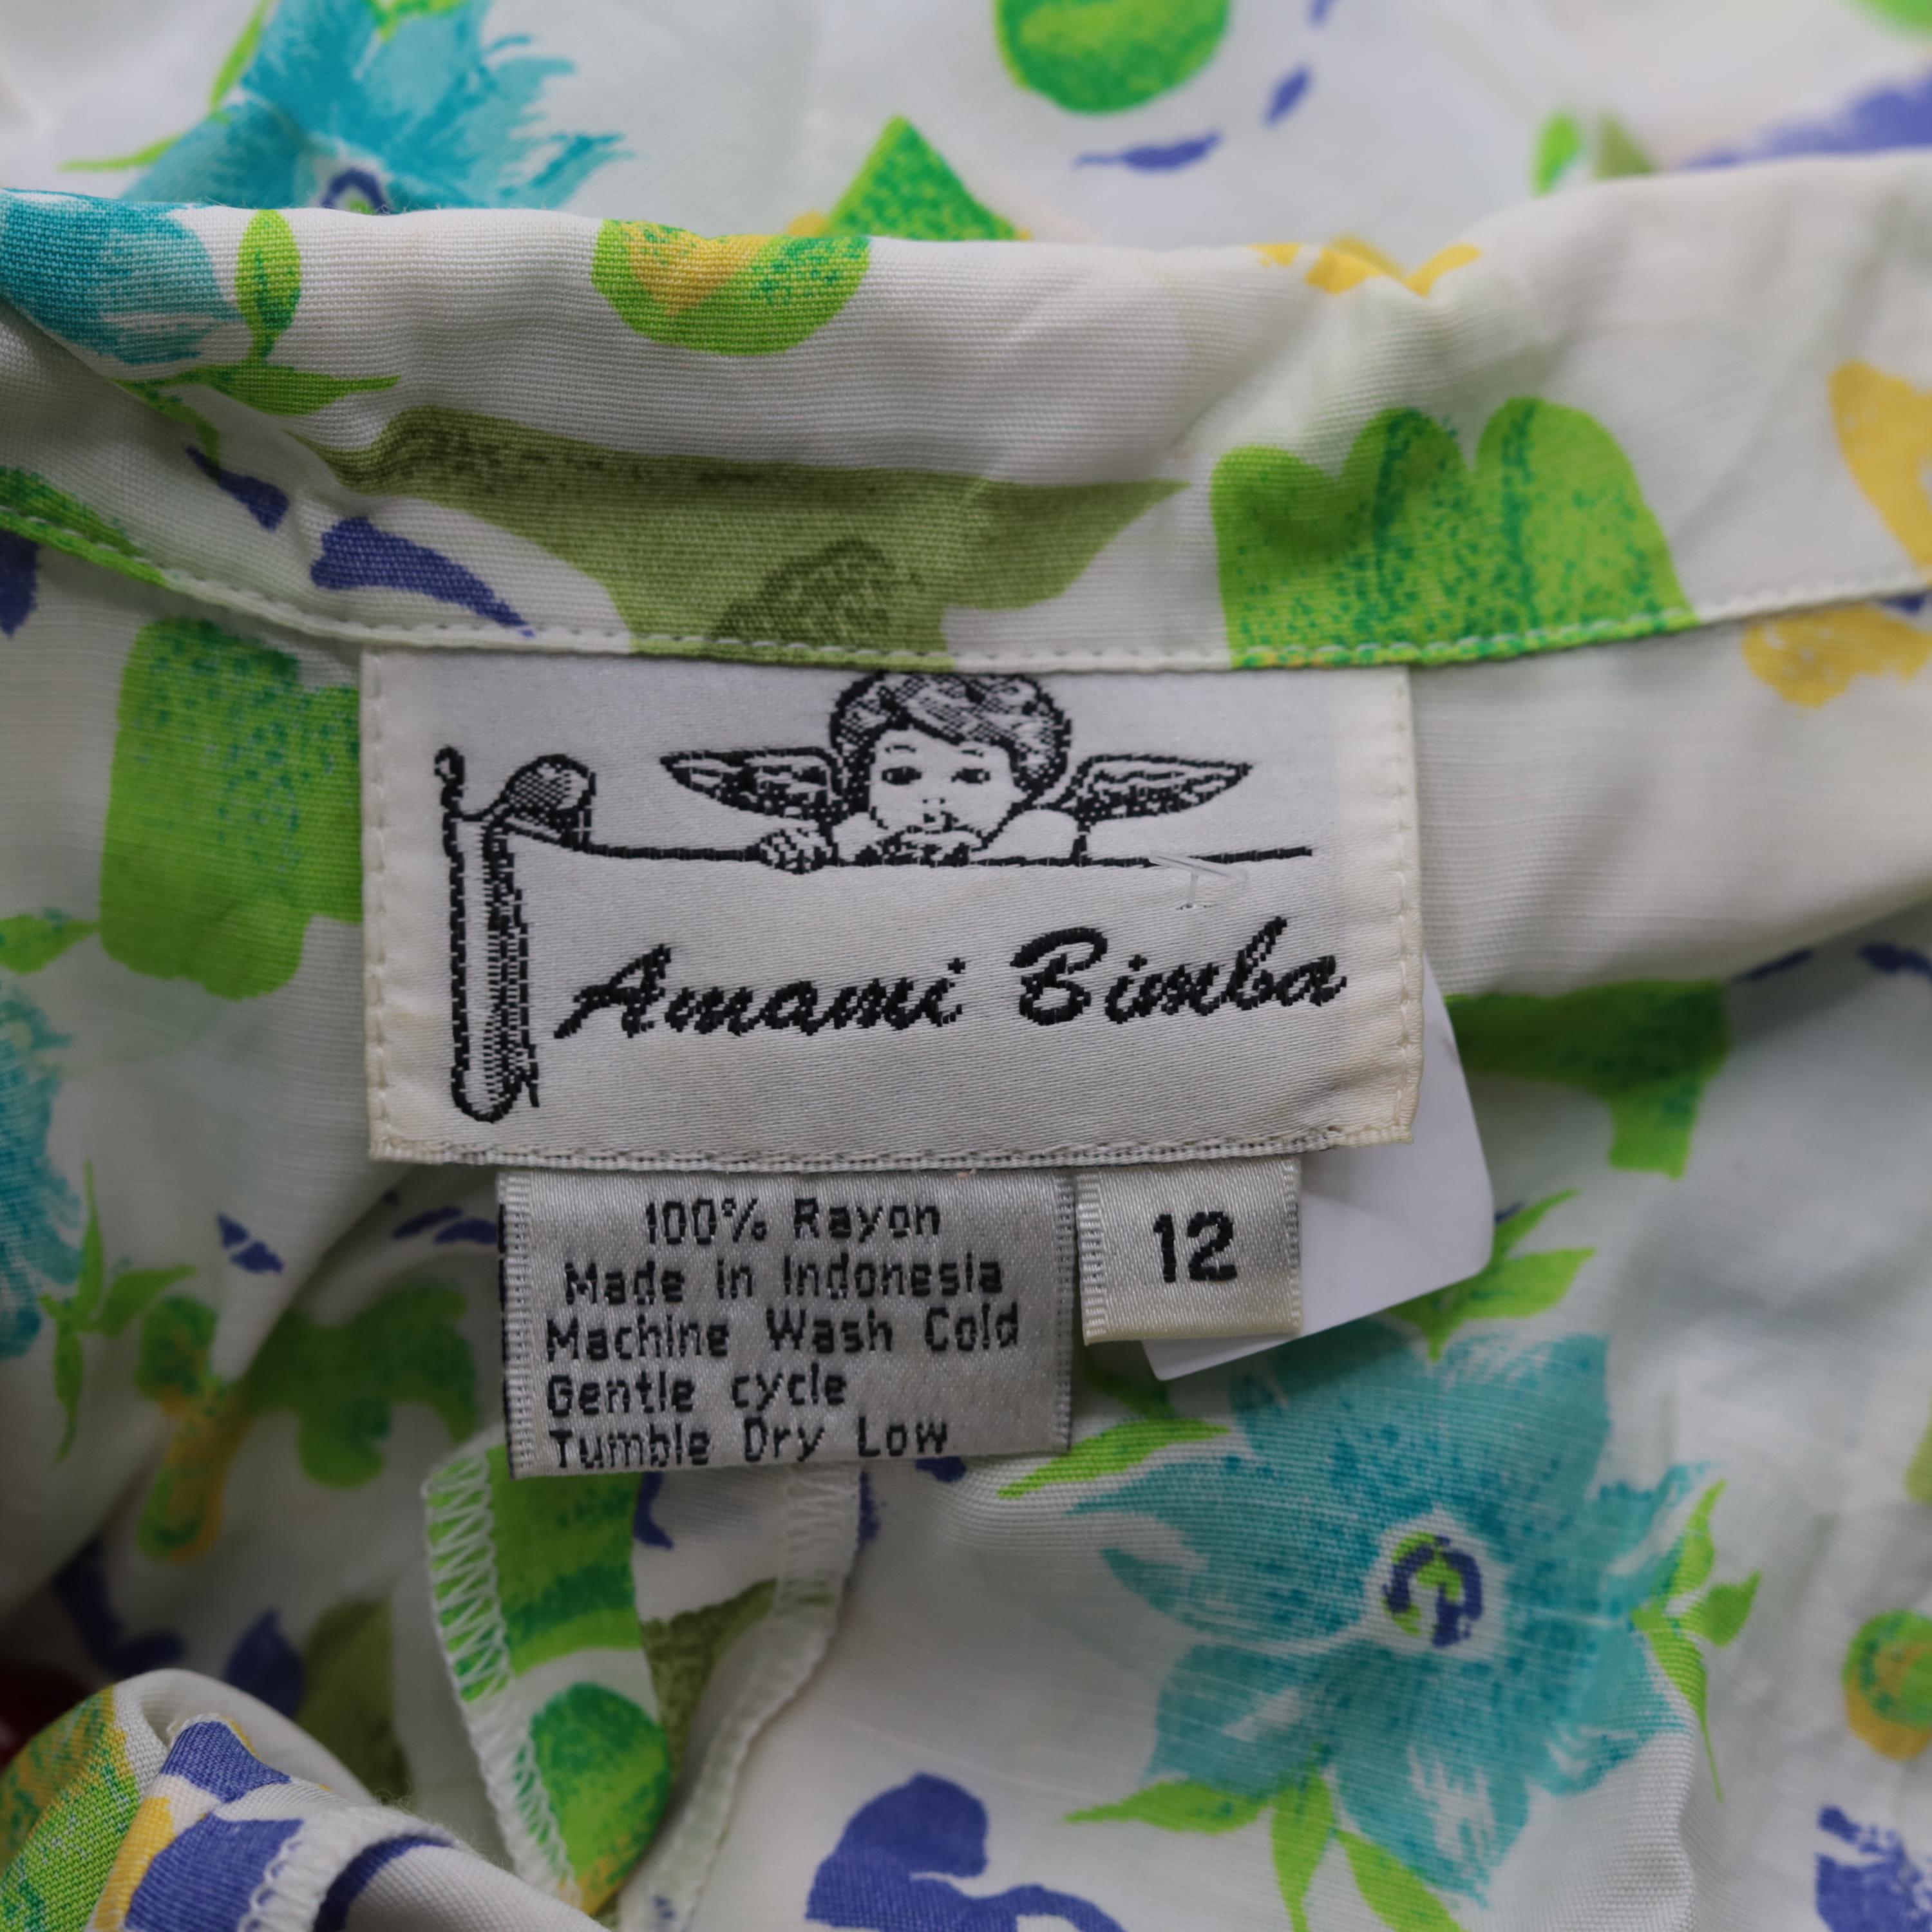 Amami Bimba
100% Rayon
Made in Indonesia
Machine Wash Cold
Gentle cycle
Tumble Dry Low
12